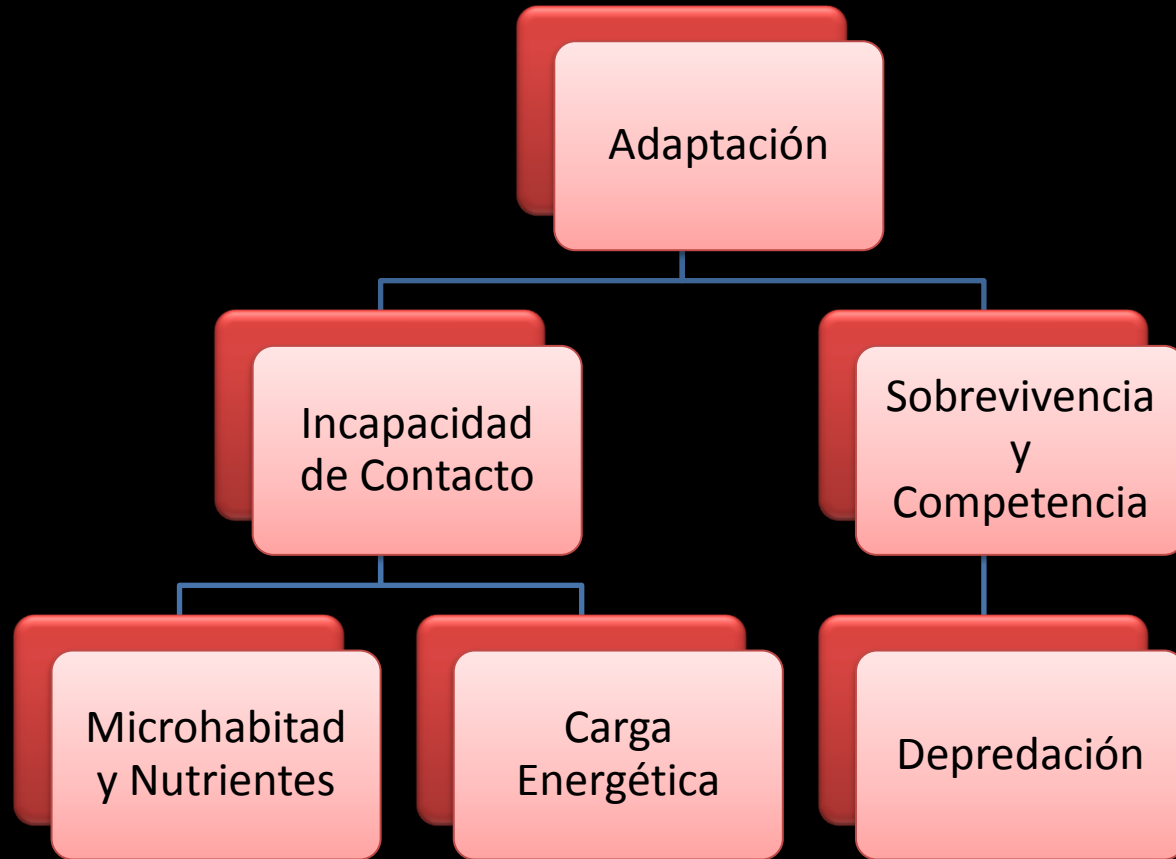 Adaptación
Incapacidad
de Contacto
Sobrevivencia
y
Competencia
Microhabitad
y Nutrientes
Carga
Energética
Depredación